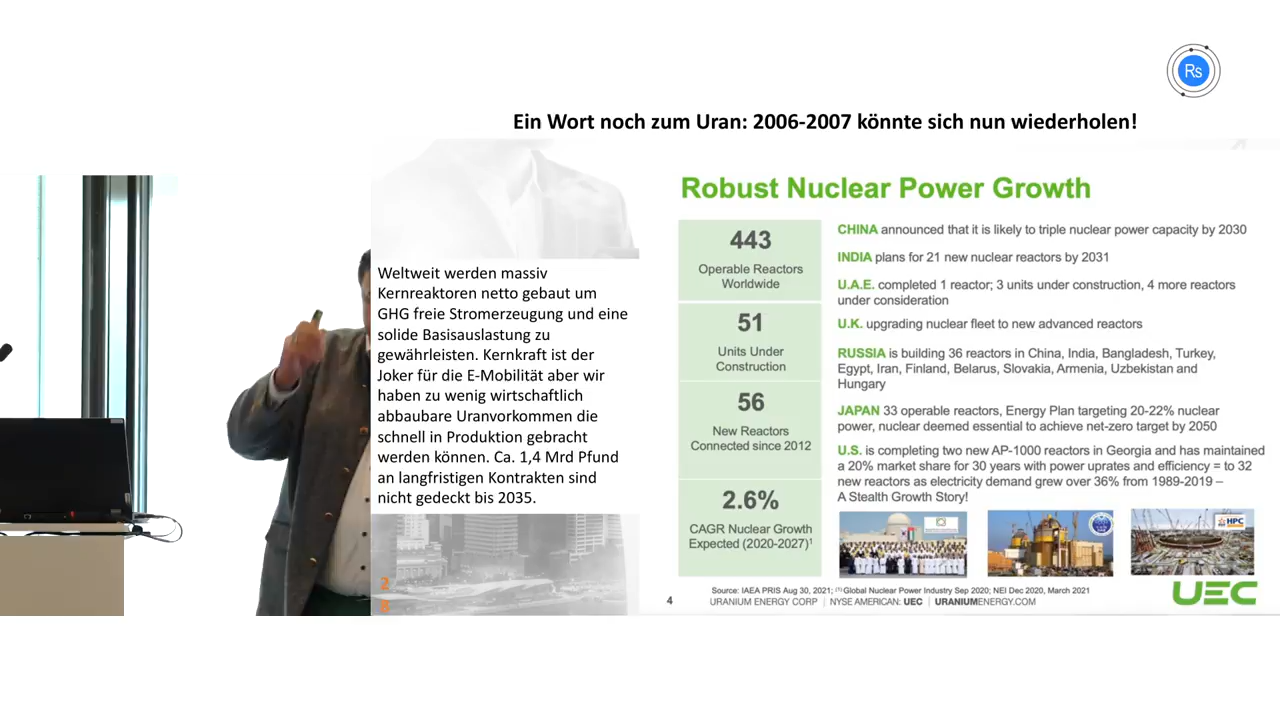 Rs
Ein Wort noch zum Uran: 2006-2007 könnte sich nun wiederholen!
Weltweit werden massiv
Kernreaktoren netto gebaut um
GHG freie Stromerzeugung und eine
solide Basisauslastung zu
gewährleisten. Kernkraft ist der
Joker für die E-Mobilität aber wir
haben zu wenig wirtschaftlich
abbaubare Uranvorkommen die
schnell in Produktion gebracht
werden können. Ca. 1,4 Mrd Pfund
an langfristigen Kontrakten sind
nicht gedeckt bis 2035.
Robust Nuclear Power Growth
443
Operable Reactors
Worldwide
51
Units Under
Construction
56
New Reactors
Connected since 2012
2.6%
CAGR Nuclear Growth
Expected (2020-2027)¹
CHINA announced that it is likely to triple nuclear power capacity by 2030
INDIA plans for 21 new nuclear reactors by 2031
U.A.E. completed 1 reactor; 3 units under construction, 4 more reactors
under consideration
U.K. upgrading nuclear fleet to new advanced reactors
RUSSIA is building 36 reactors in China, India, Bangladesh, Turkey,
Egypt, Iran, Finland, Belarus, Slovakia, Armenia, Uzbekistan and
Hungary
JAPAN 33 operable reactors, Energy Plan targeting 20-22% nuclear
power, nuclear deemed essential to achieve net-zero target by 2050
U.S. is completing two new AP-1000 reactors in Georgia and has maintained
a 20% market share for 30 years with power uprates and efficiency = to 32
new reactors as electricity demand grew over 36% from 1989-2019 –
A Stealth Growth Story!
HPC
Source: IAEA PRIS Aug 30, 2021; ⁽¹⁾ Global Nuclear Power Industry Sep 2020; NEI Dec 2020, March 2021
4
URANIUM ENERGY CORP | NYSE AMERICAN: UEC | URANIUMENERGY.COM
UEC